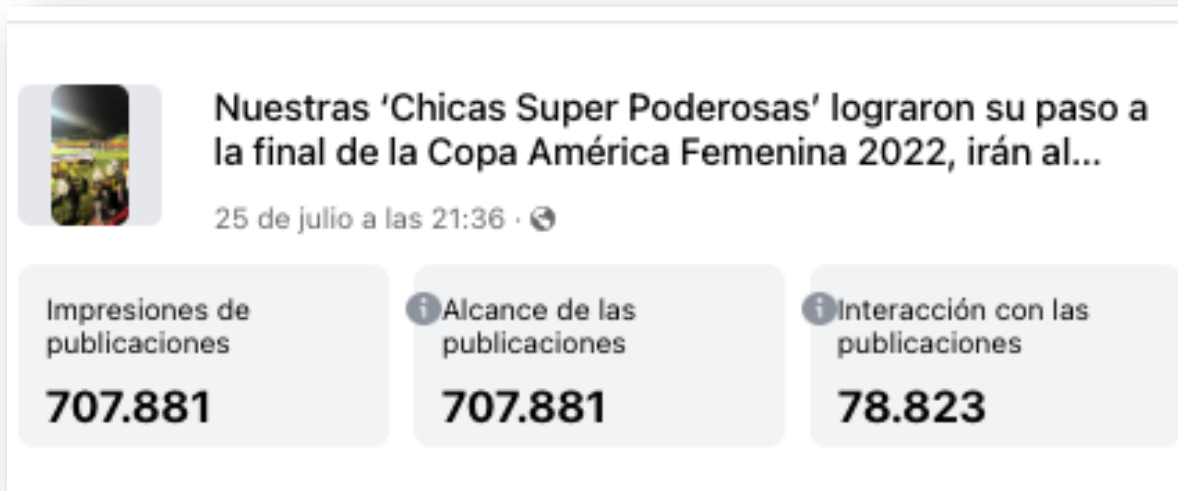 Nuestras ‘Chicas Super Poderosas’ lograron su paso a
la final de la Copa América Femenina 2022, irán al...
25 de julio a las 21:36 ·
Impresiones de
publicaciones
707.881
Alcance de las
publicaciones
707.881
Interacción con las
publicaciones
78.823